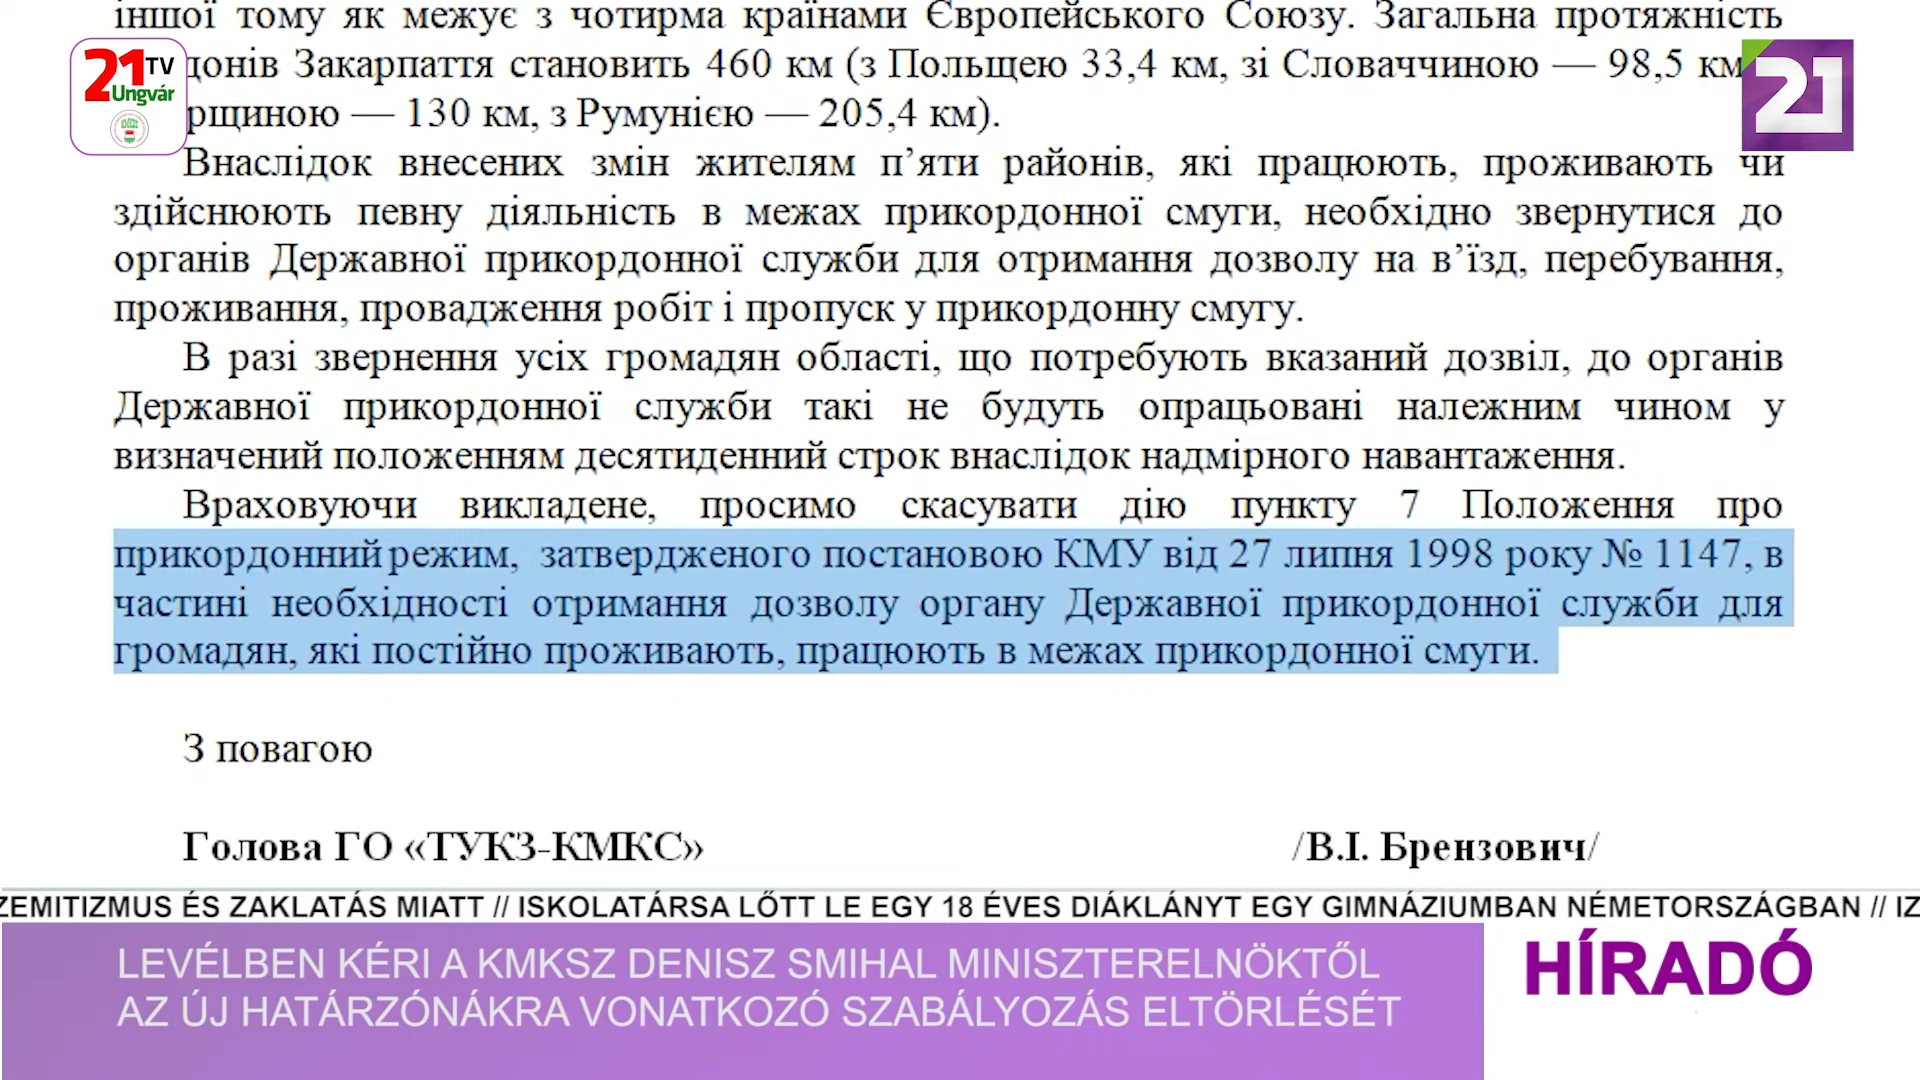 іншої тому як межує з чотирма країнами Європейського Союзу. Загальна протяжність
донів Закарпаття становить 460 км (з Польщею 33,4 км, зі Словаччиною — 98,5 км
рщиною — 130 км, з Румунією — 205,4 км).
21 TV
Ungvár
21
Внаслідок внесених змін жителям п’яти районів, які працюють, проживають чи
здійснюють певну діяльність в межах прикордонної смуги, необхідно звернутися до
органів Державної прикордонної служби для отримання дозволу на в’їзд, перебування,
проживання, провадження робіт і пропуск у прикордонну смугу.
В разі звернення усіх громадян області, що потребують вказаний дозвіл, до органів
Державної прикордонної служби такі не будуть опрацьовані належним чином у
визначений положенням десятиденний строк внаслідок надмірного навантаження.
Враховуючи викладене, просимо скасувати дію пункту 7 Положення про
прикордонний режим, затвердженого постановою КМУ від 27 липня 1998 року № 1147, в
частині необхідності отримання дозволу органу Державної прикордонної служби для
громадян, які постійно проживають, працюють в межах прикордонної смуги.
З повагою
Голова ГО «ТУКЗ-КМКС» /В.І. Брензович/
ZEMITIZMUS ÉS ZAKLATÁS MIATT // ISKOLATÁRSA LŐTT LE EGY 18 ÉVES DIÁKLÁNYT EGY GIMNÁZIUMBAN NÉMETORSZÁGBAN // IZ
LEVÉLBEN KÉRI A KMKSZ DENISZ SMIHAL MINISZTERELNÖKTŐL
AZ ÚJ HATÁRZÓNÁKRA VONATKOZÓ SZABÁLYOZÁS ELTÖRLÉSÉT
HÍRADÓ